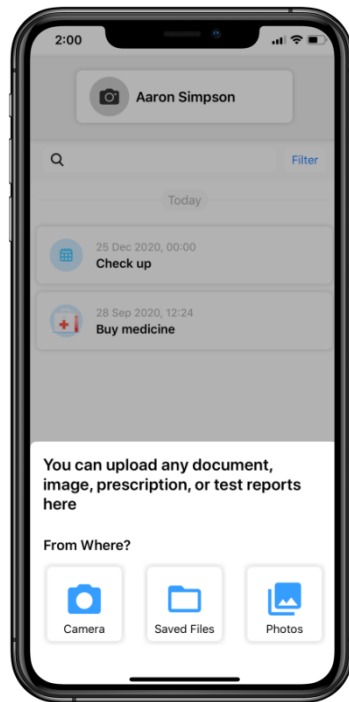 2:00
Aaron Simpson
Filter
Today
25 Dec 2020, 00:00
Check up
28 Sep 2020, 12:24
Buy medicine
You can upload any document,
image, prescription, or test reports
here
From Where?
Camera
Saved Files
Photos